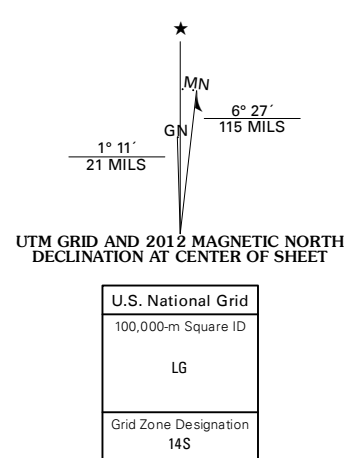 ★
MN
GN
6° 27´
115 MILS
1° 11´
21 MILS
UTM GRID AND 2012 MAGNETIC NORTH
DECLINATION AT CENTER OF SHEET
U.S. National Grid
100,000-m Square ID
LG
Grid Zone Designation
14S